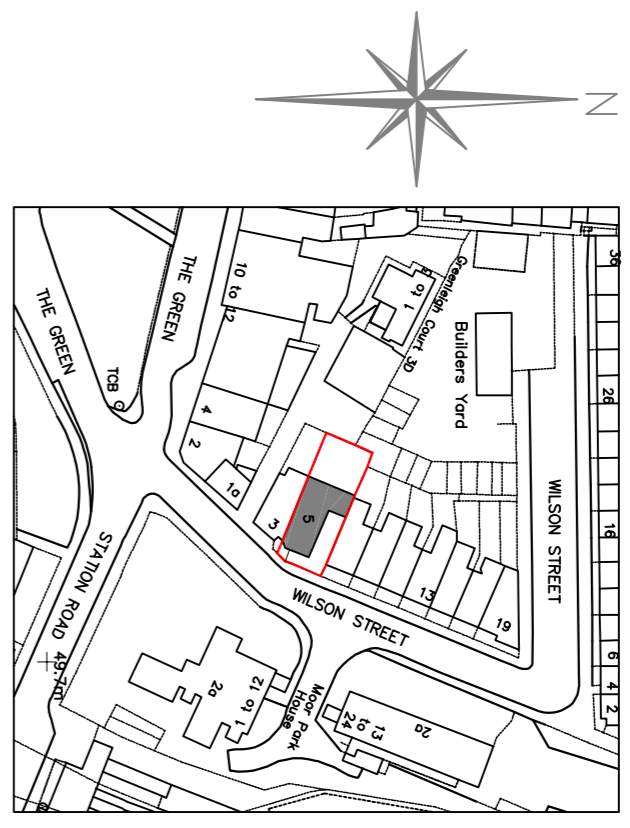 N
36
Greenleigh Court 3D
1 to
10 to 12
THE GREEN
THE GREEN
Builders Yard
26
TCB
4
2
1a
3
5
WILSON STREET
16
13
19
WILSON STREET
6
4
2
STATION ROAD
49.7m
2a
1 to 12
Moor Park
House
13
to
24
2a